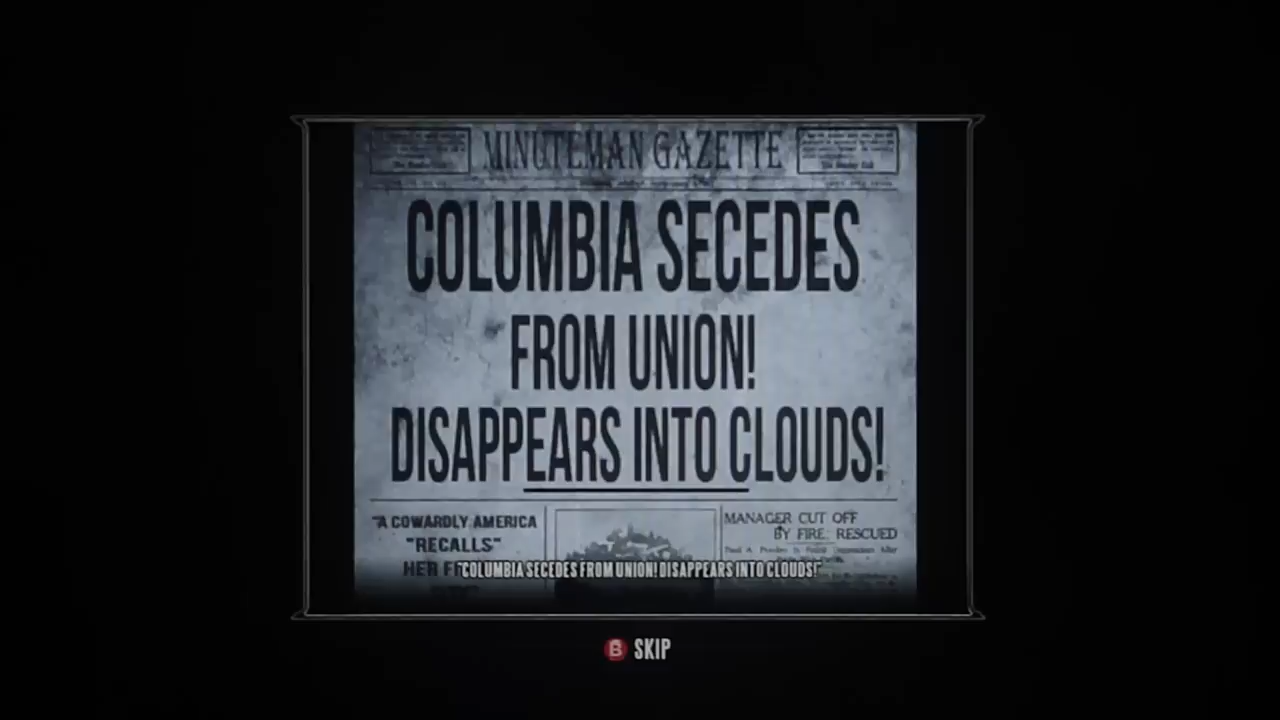 MINUTEMAN GAZETTE
COLUMBIA SECEDES
FROM UNION!
DISAPPEARS INTO CLOUDS!
"A COWARDLY AMERICA
"RECALLS"
HER
MANAGER CUT OFF
BY FIRE; RESCUED
"COLUMBIA SECEDES FROM UNION! DISAPPEARS INTO CLOUDS!"
B SKIP